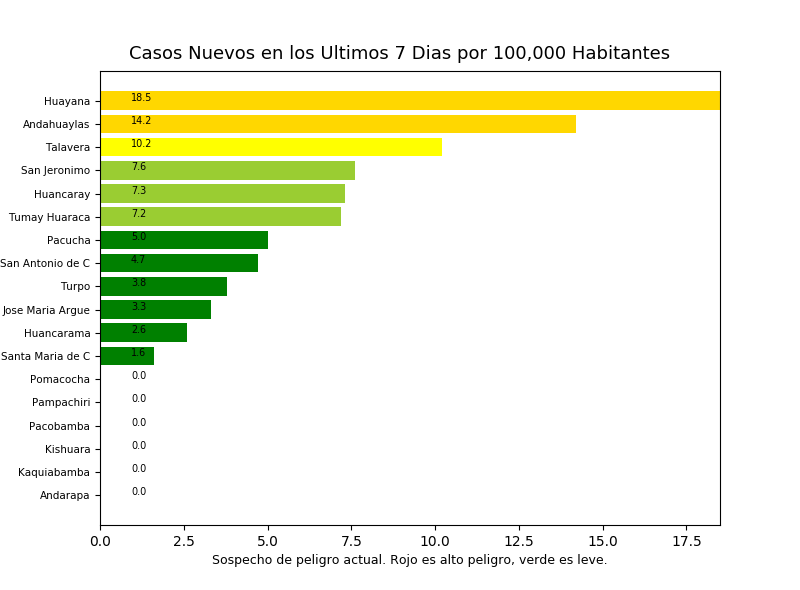 Casos Nuevos en los Ultimos 7 Dias por 100,000 Habitantes
Huayana 18.5
Andahuaylas 14.2
Talavera 10.2
San Jeronimo 7.6
Huancaray 7.3
Tumay Huaraca 7.2
Pacucha 5.0
San Antonio de C 4.7
Turpo 3.8
Jose Maria Argue 3.3
Huancarama 2.6
Santa Maria de C 1.6
Pomacocha 0.0
Pampachiri 0.0
Pacobamba 0.0
Kishuara 0.0
Kaquiabamba 0.0
Andarapa 0.0
0.0 2.5 5.0 7.5 10.0 12.5 15.0 17.5
Sospecho de peligro actual. Rojo es alto peligro, verde es leve.